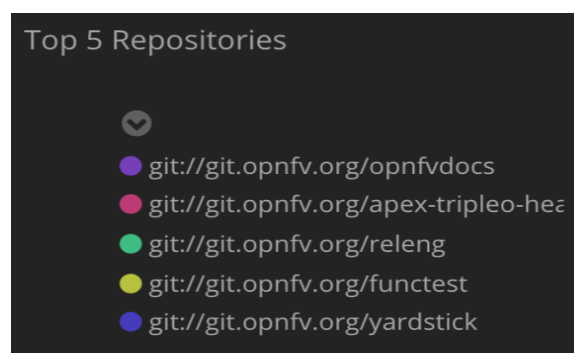 Top 5 Repositories
git://git.opnfv.org/opnfvdocs
git://git.opnfv.org/apex-tripleo-hea
git://git.opnfv.org/releng
git://git.opnfv.org/functest
git://git.opnfv.org/yardstick